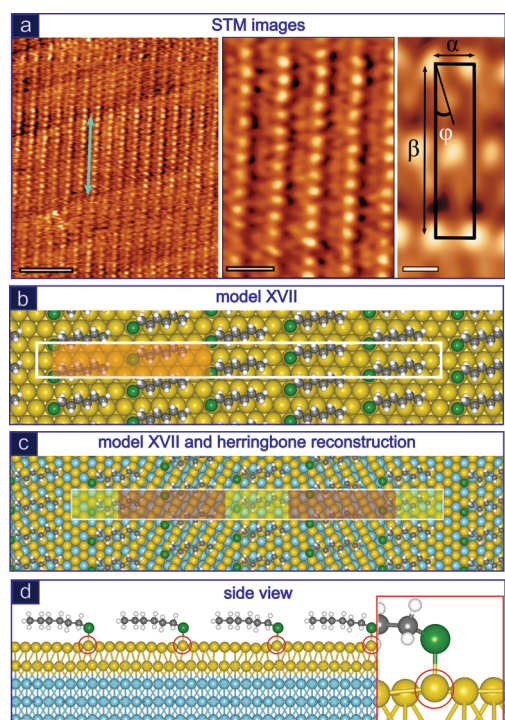 a
STM images
α
β
φ
b
model XVII
c
model XVII and herringbone reconstruction
d
side view